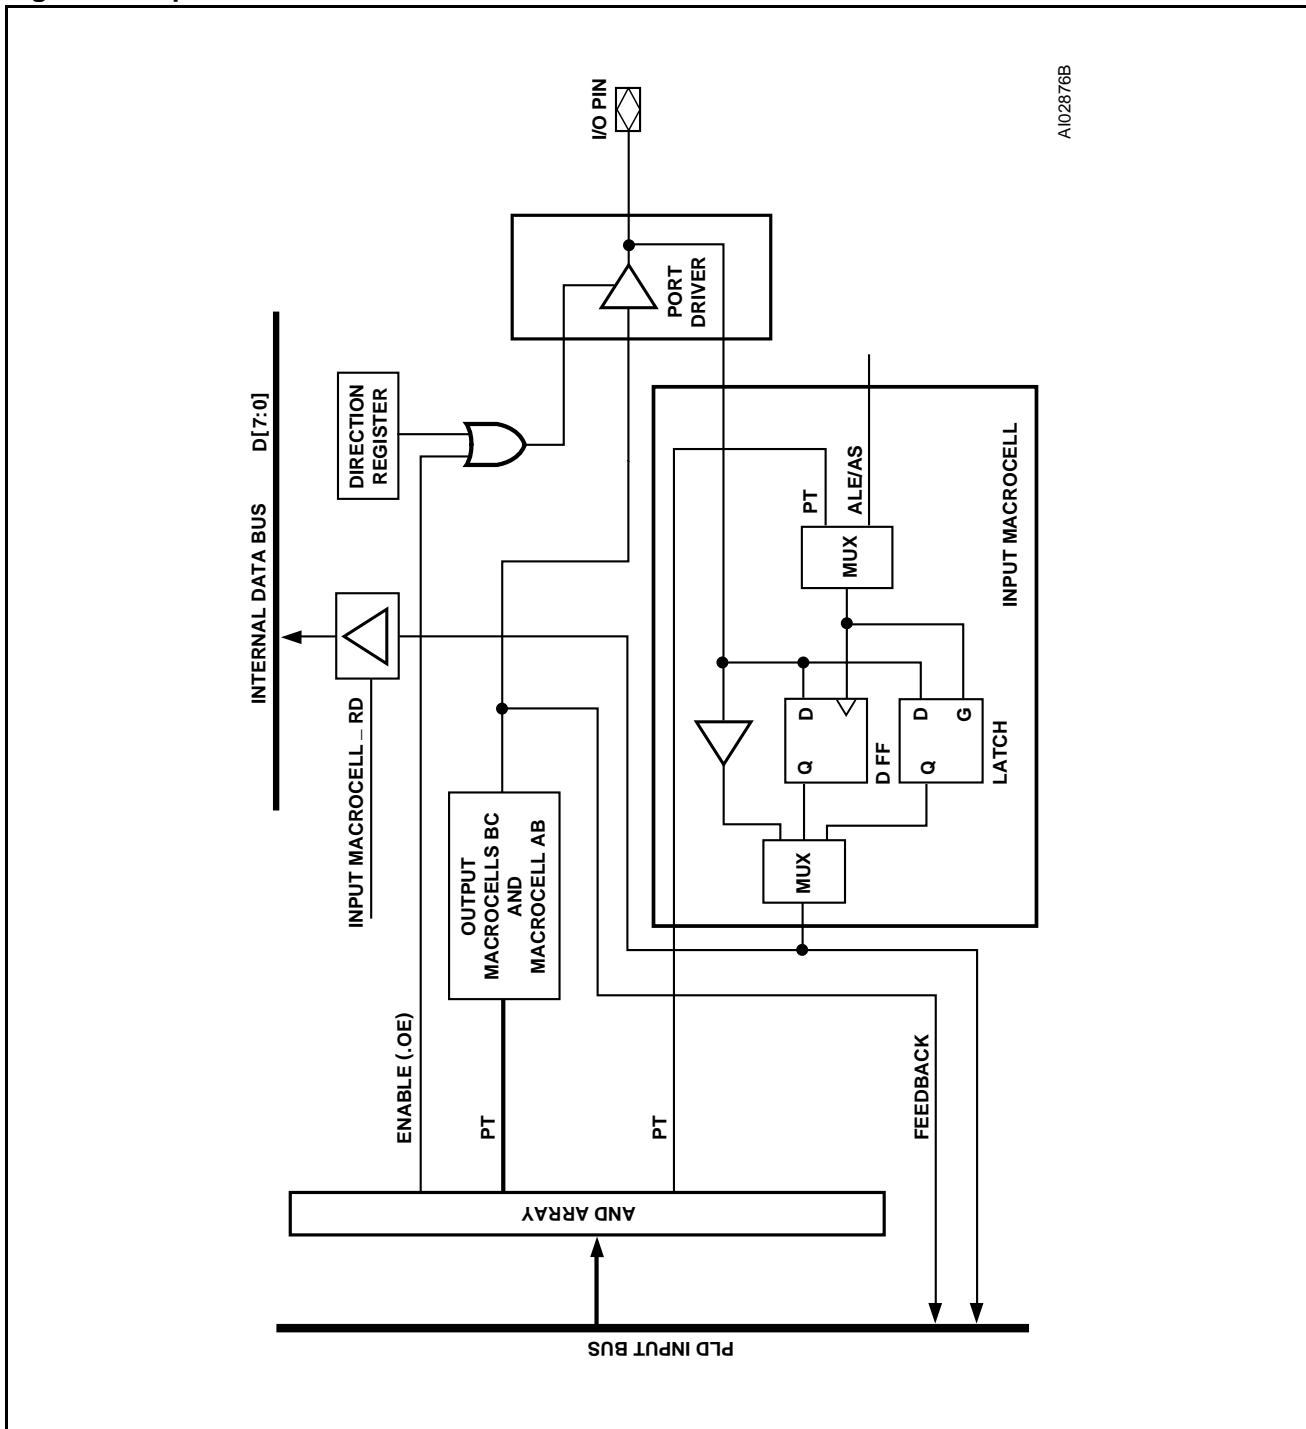 INTERNAL DATA BUS D[7:0]
DIRECTION
REGISTER
INPUT MACROCELL_ RD
ENABLE (.OE)
OUTPUT
MACROCELLS BC
AND
MACROCELL AB
PT
I/O PIN
PORT
DRIVER
PT
PT
ALE/AS
MUX
D
Q
D FF
D
G
Q
LATCH
MUX
INPUT MACROCELL
FEEDBACK
AND ARRAY
PLD INPUT BUS
AI02876B